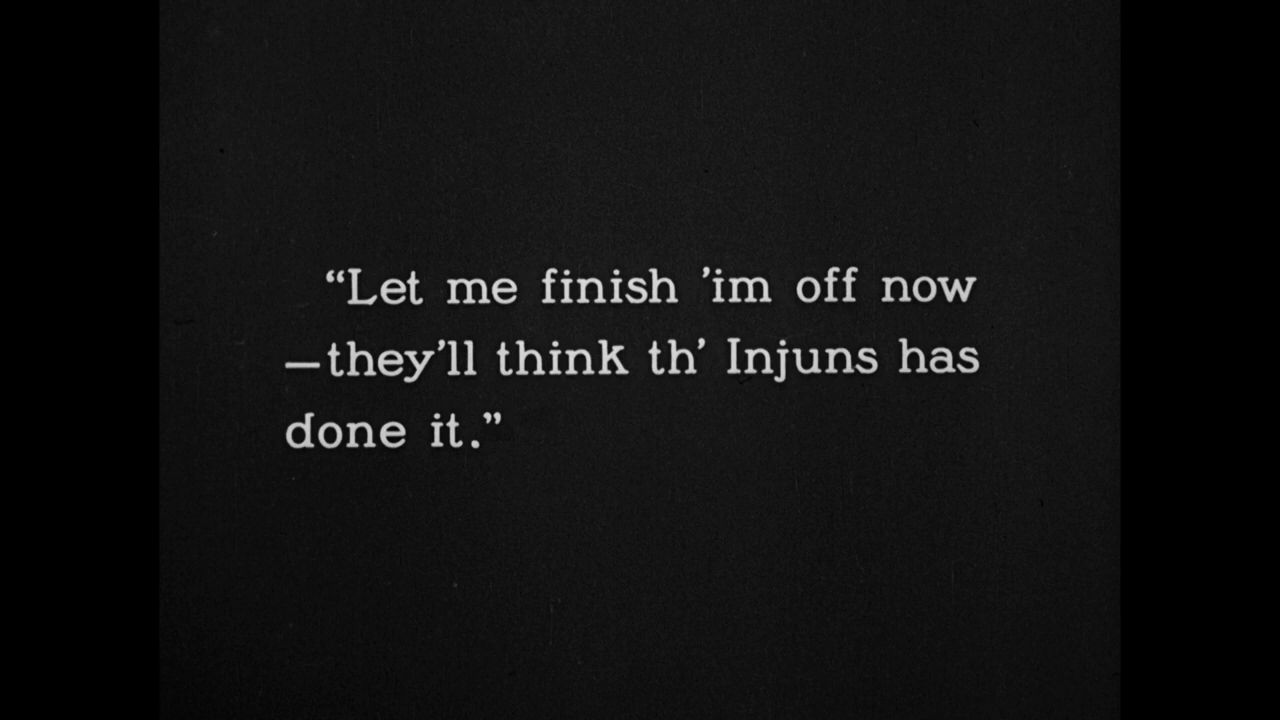 “Let me finish ’im off now
—they’ll think th’ Injuns has
done it.”